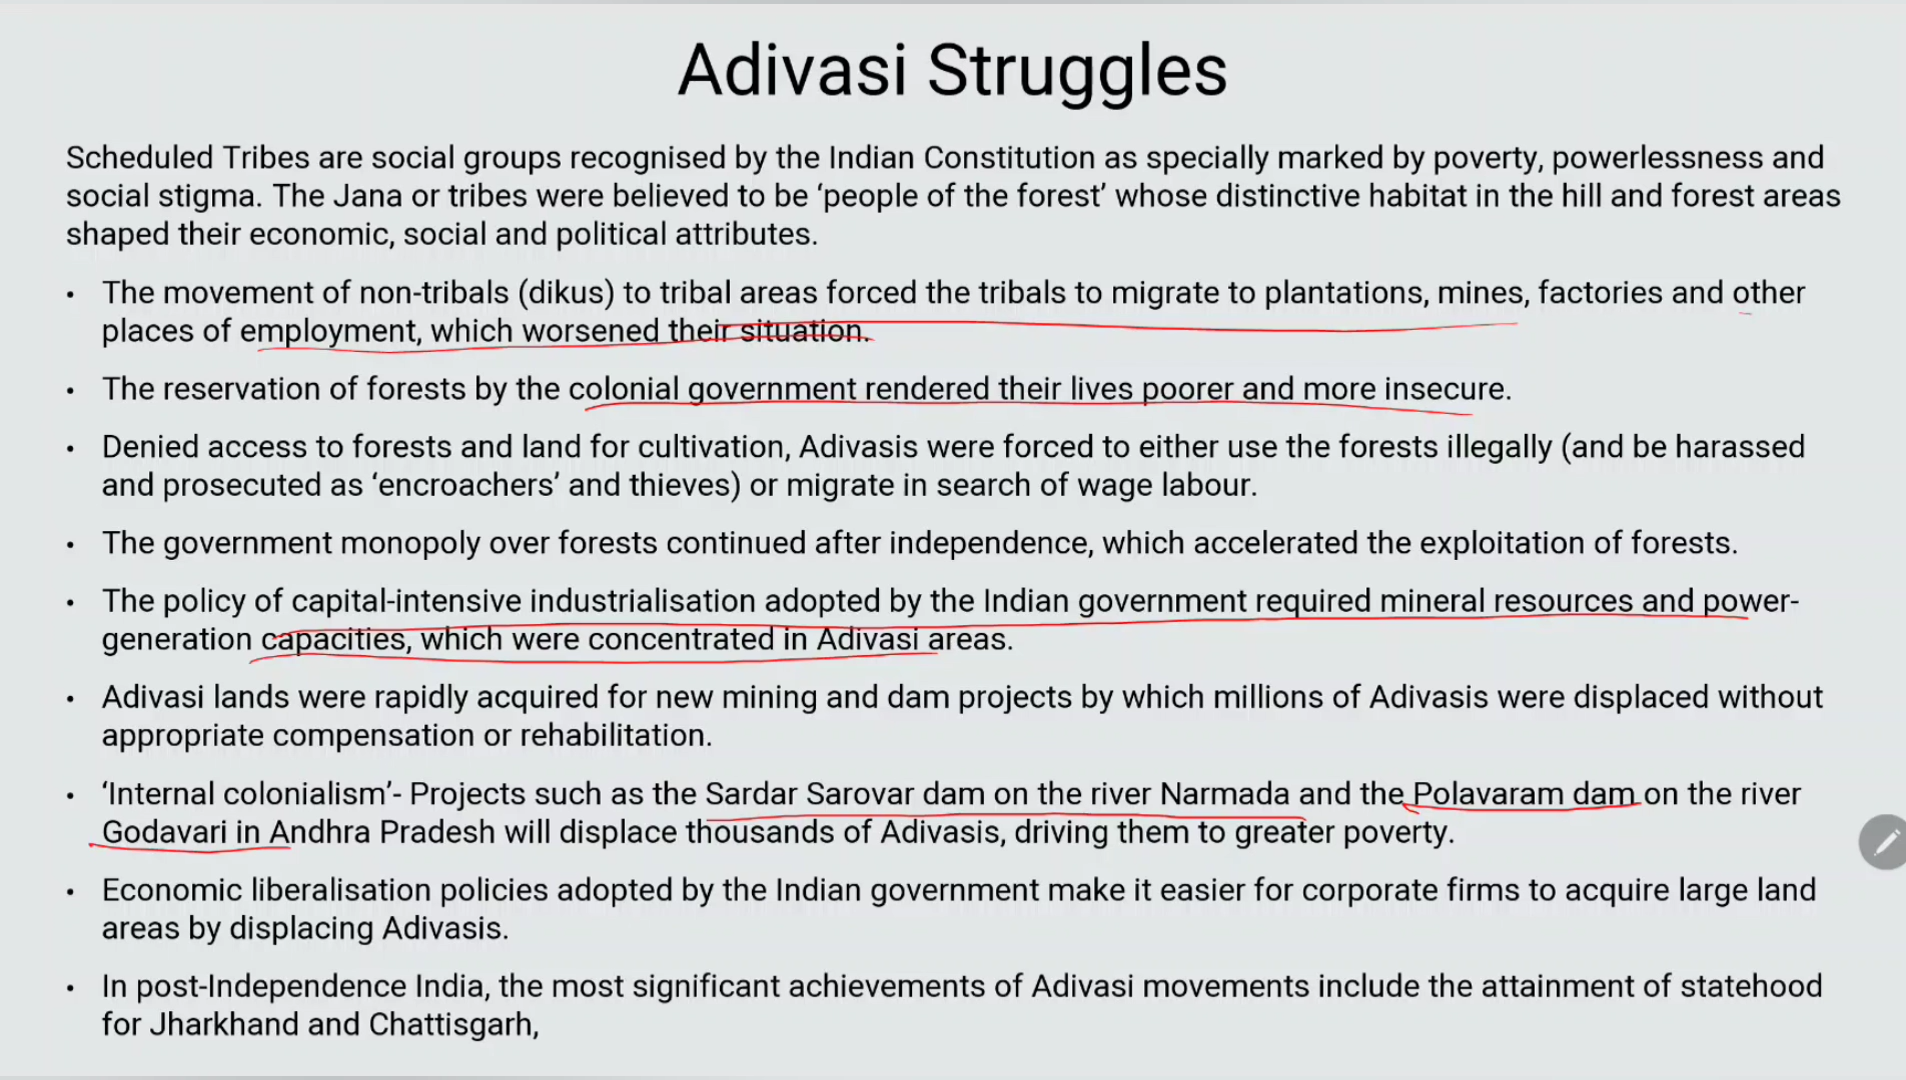 Adivasi Struggles
Scheduled Tribes are social groups recognised by the Indian Constitution as specially marked by poverty, powerlessness and
social stigma. The Jana or tribes were believed to be ‘people of the forest’ whose distinctive habitat in the hill and forest areas
shaped their economic, social and political attributes.
• The movement of non-tribals (dikus) to tribal areas forced the tribals to migrate to plantations, mines, factories and other
places of employment, which worsened their situation.
• The reservation of forests by the colonial government rendered their lives poorer and more insecure.
• Denied access to forests and land for cultivation, Adivasis were forced to either use the forests illegally (and be harassed
and prosecuted as ‘encroachers’ and thieves) or migrate in search of wage labour.
• The government monopoly over forests continued after independence, which accelerated the exploitation of forests.
• The policy of capital-intensive industrialisation adopted by the Indian government required mineral resources and power-
generation capacities, which were concentrated in Adivasi areas.
• Adivasi lands were rapidly acquired for new mining and dam projects by which millions of Adivasis were displaced without
appropriate compensation or rehabilitation.
• ‘Internal colonialism’- Projects such as the Sardar Sarovar dam on the river Narmada and the Polavaram dam on the river
Godavari in Andhra Pradesh will displace thousands of Adivasis, driving them to greater poverty.
• Economic liberalisation policies adopted by the Indian government make it easier for corporate firms to acquire large land
areas by displacing Adivasis.
• In post-Independence India, the most significant achievements of Adivasi movements include the attainment of statehood
for Jharkhand and Chattisgarh,